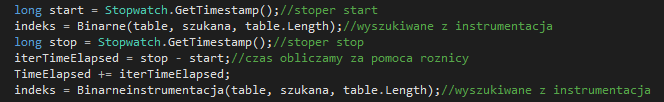 long start = Stopwatch.GetTimestamp();//stoper start
indeks = Binarne(table, szukana, table.Length);//wyszukiwane z instrumentacja
long stop = Stopwatch.GetTimestamp();//stoper stop
iterTimeElapsed = stop - start;//czas obliczamy za pomoca roznicy
TimeElapsed += iterTimeElapsed;
indeks = Binarneinstrumentacja(table, szukana, table.Length);//wyszukiwane z instrumentacja